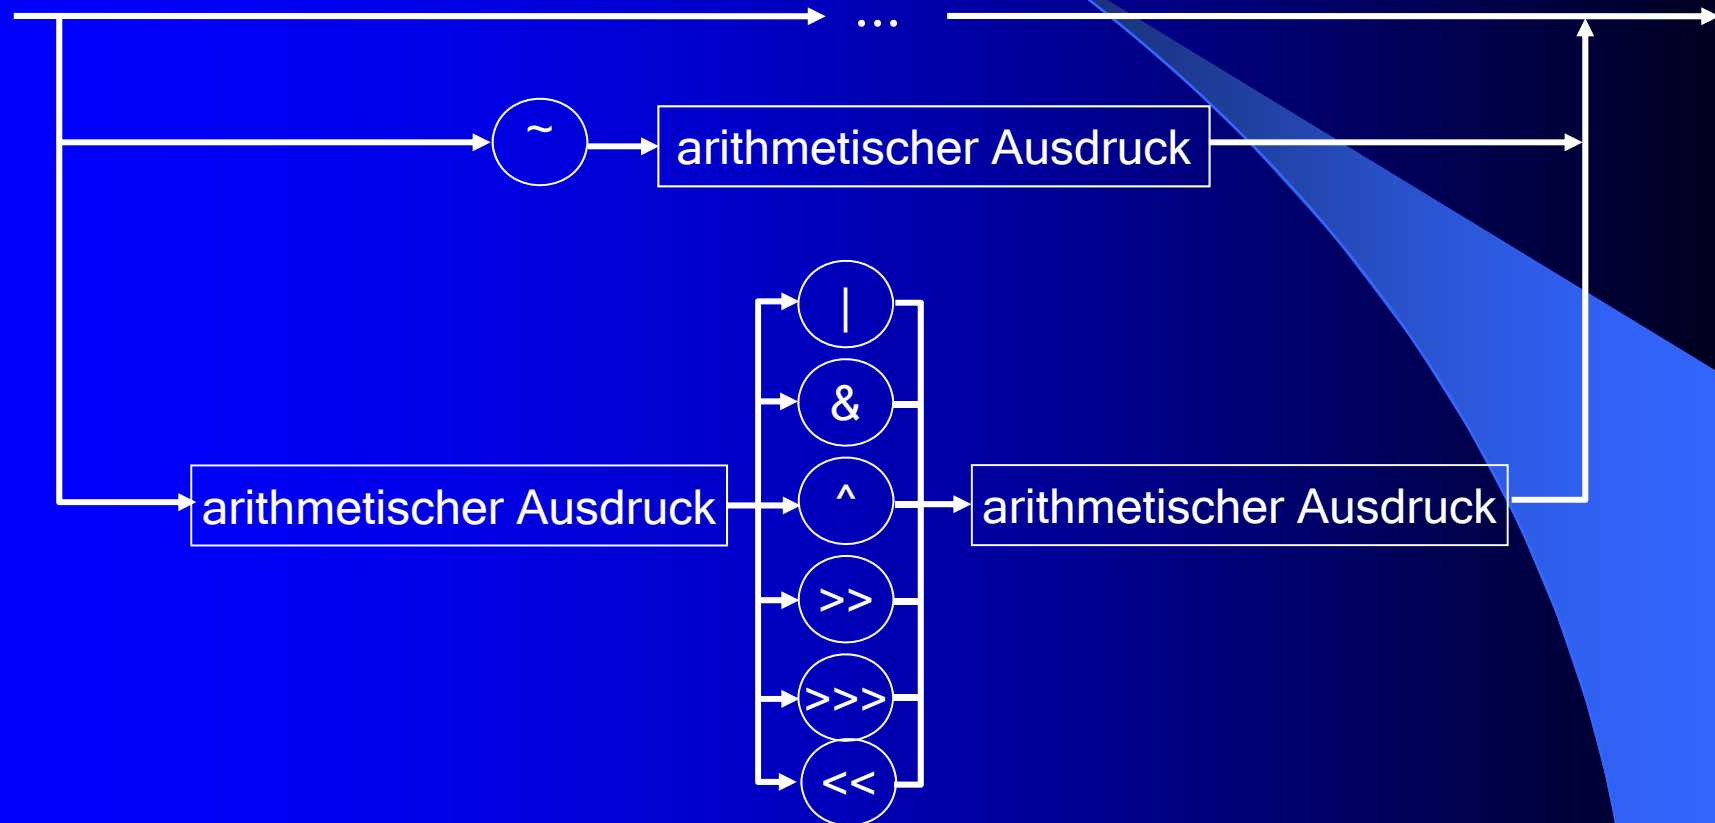 ...
~
arithmetischer Ausdruck
|
&
^
arithmetischer Ausdruck
arithmetischer Ausdruck
>>
>>>
<<